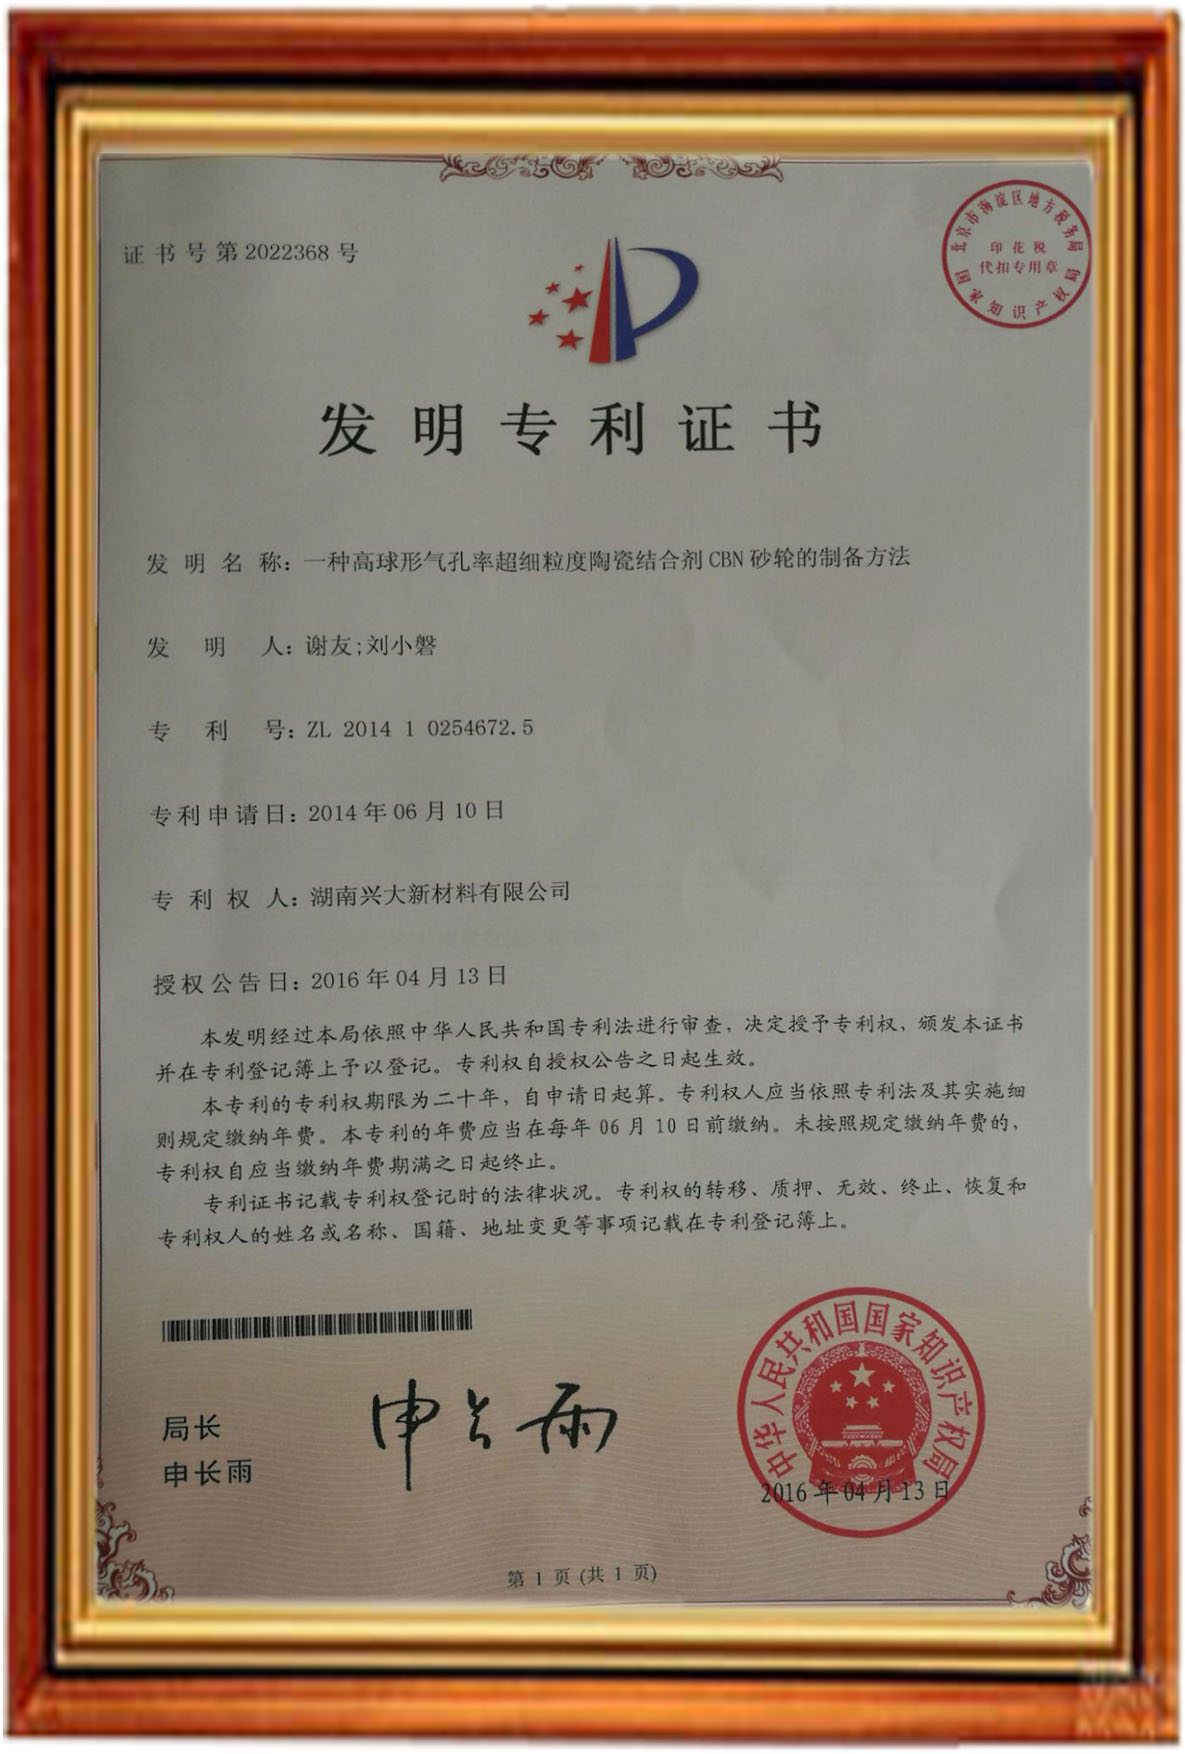 证书号第2022368号
北京市海淀区地方税务局
印花税
代扣专用章
国家知识产权局
发明专利证书
发明名称：一种高球形气孔率超细粒度陶瓷结合剂CBN砂轮的制备方法
发明人：谢友;刘小磐
专利号：ZL 2014 1 0254672.5
专利申请日：2014年06月10日
专利权人：湖南兴大新材料有限公司
授权公告日：2016年04月13日
本发明经过本局依照中华人民共和国专利法进行审查，决定授予专利权，颁发本证书
并在专利登记簿上予以登记。专利权自授权公告之日起生效。
本专利的专利权期限为二十年，自申请日起算。专利权人应当依照专利法及其实施细
则规定缴纳年费。本专利的年费应当在每年06月10日前缴纳。未按照规定缴纳年费的，
专利权自应当缴纳年费期满之日起终止。
专利证书记载专利权登记时的法律状况。专利权的转移、质押、无效、终止、恢复和
专利权人的姓名或名称、国籍、地址变更等事项记载在专利登记簿上。
局长
申长雨
申长雨
中华人民共和国国家知识产权局
2016年04月13日
第1页(共1页)